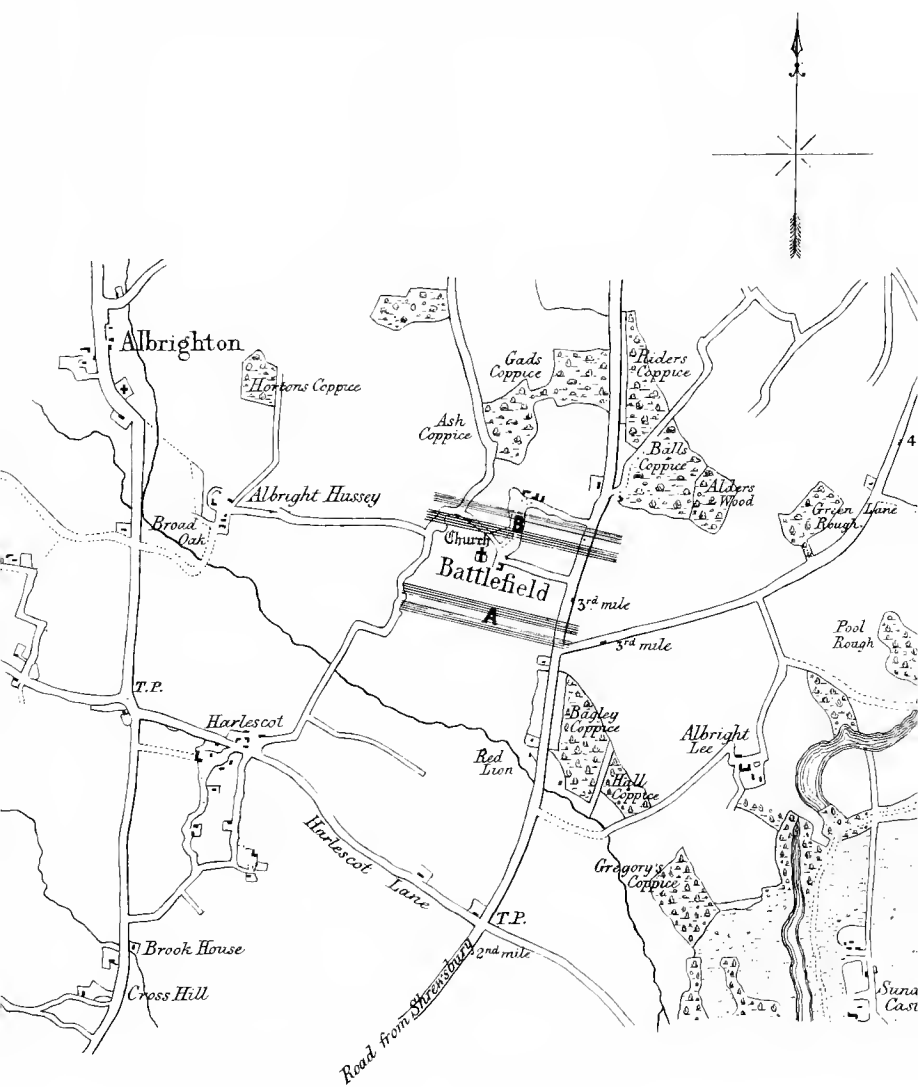 Albrighton
Hortons Coppice
Gads
Coppice
Riders
Coppice
Ash
Coppice
Balls
Coppice
Alders
Wood
4
Albright Hussey
Broad
Oak
B
Church
Battlefield
Green Lane
Rough
A
3rd mile
3rd mile
Pool
Rough
T.P.
Harlescot
Bagley
Coppice
Albright
Lee
Red
Lion
Hall
Coppice
Harlescot Lane
Gregory's
Coppice
T.P.
2nd mile
Road from Shrewsbury
Brook House
Cross Hill